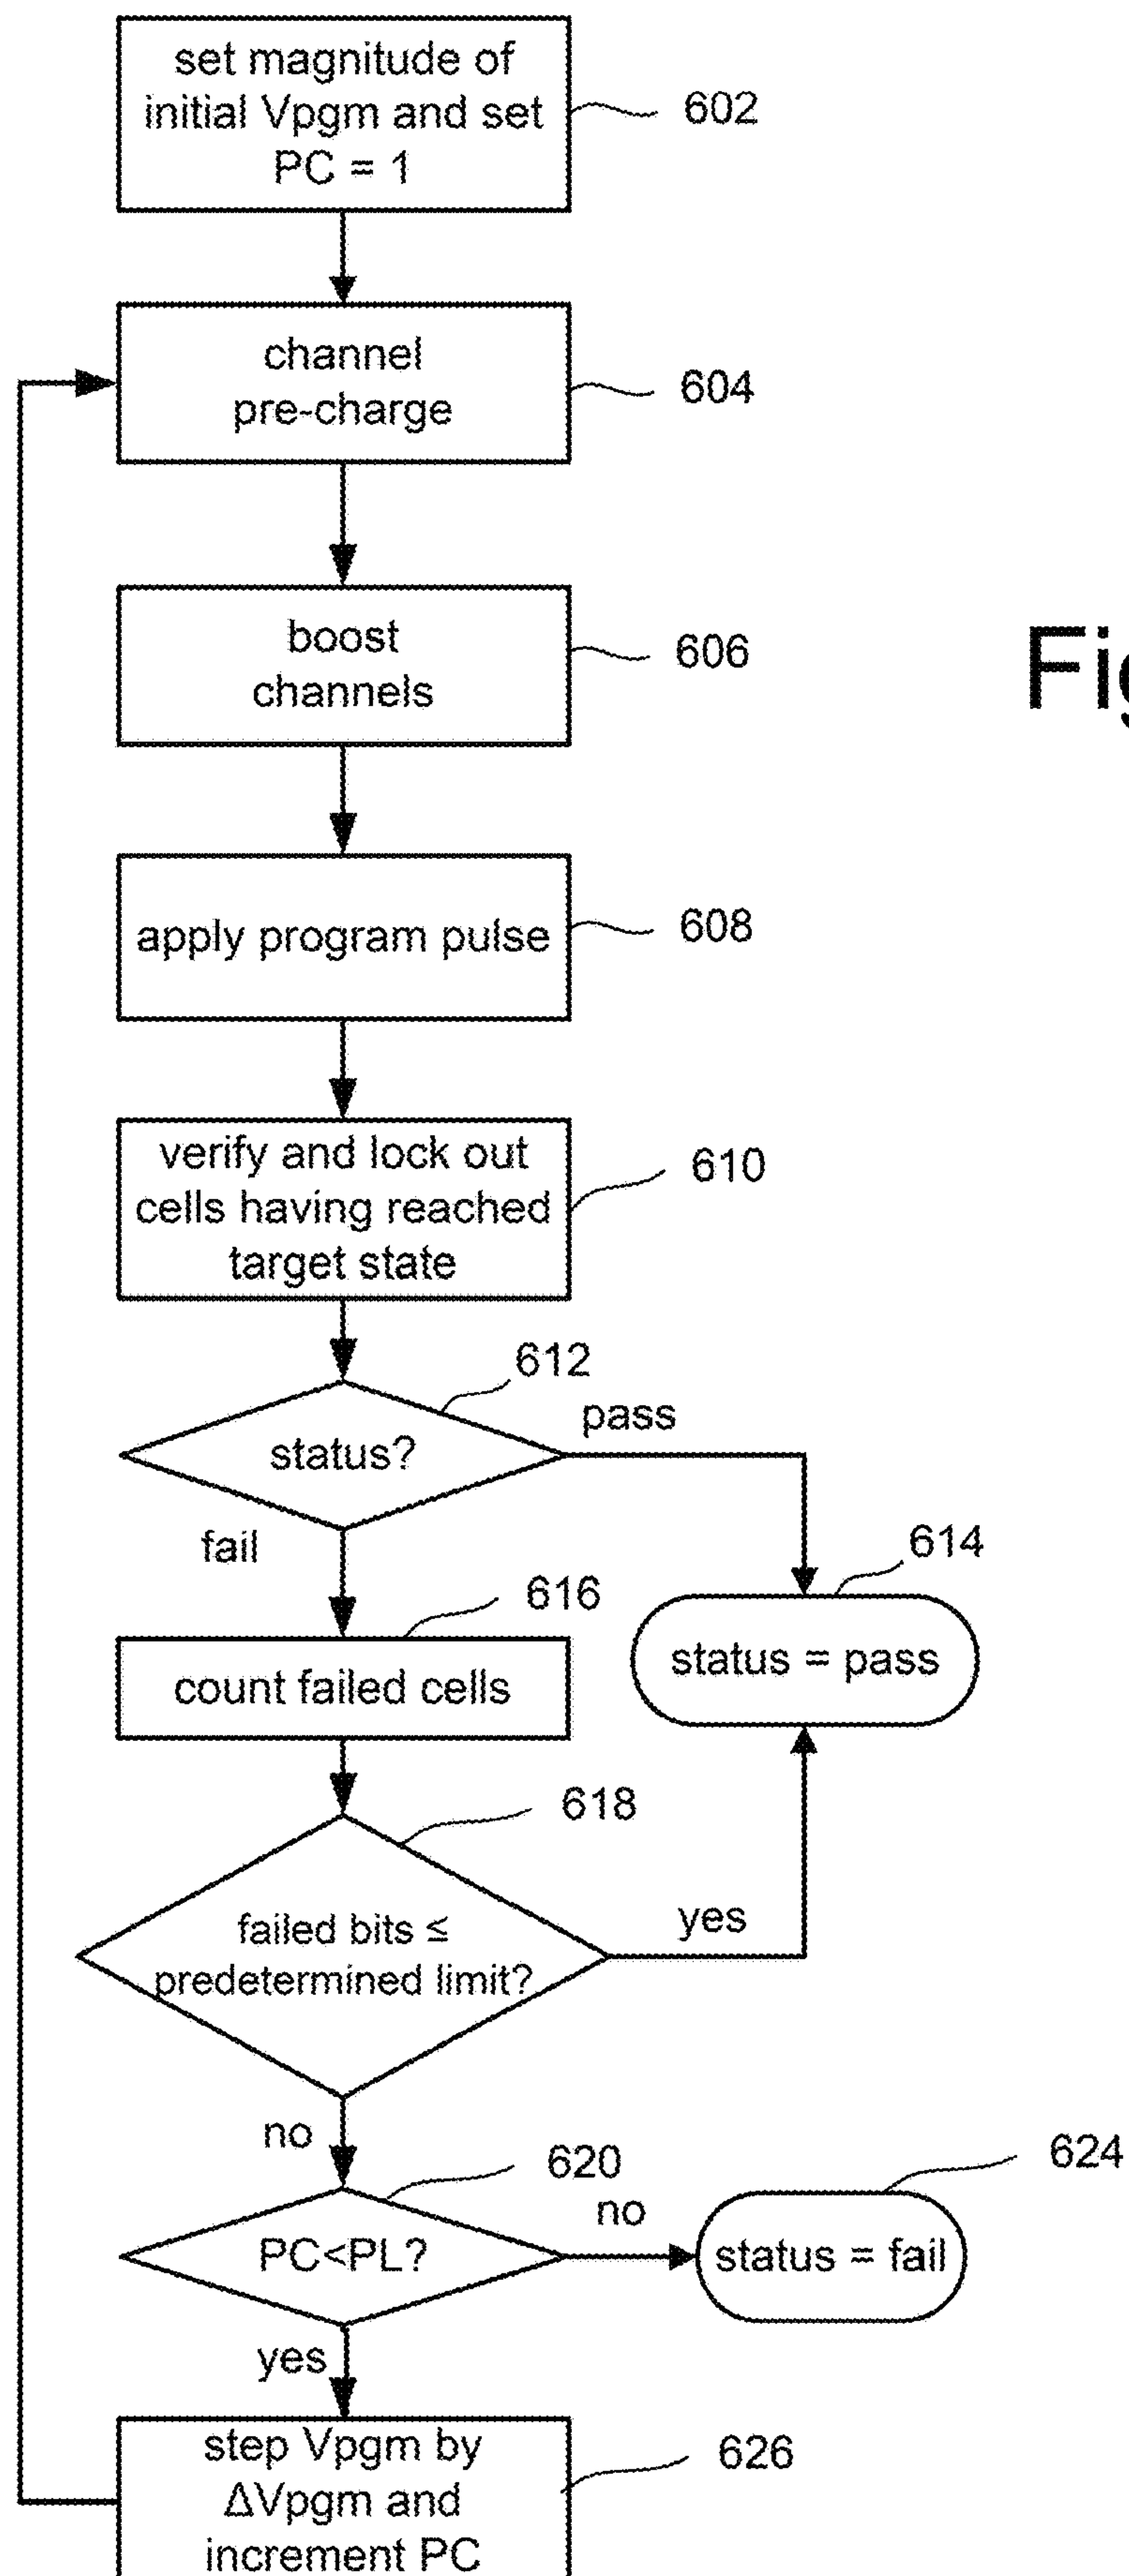 set magnitude of
initial Vpgm and set
PC = 1
602
channel
pre-charge
604
boost
channels
606
Fig
apply program pulse
608
verify and lock out
cells having reached
target state
610
612
status?
pass
fail
614
status = pass
616
count failed cells
618
failed bits ≤
predetermined limit?
yes
no
620
PC<PL?
no
624
status = fail
yes
step Vpgm by
ΔVpgm and
increment PC
626